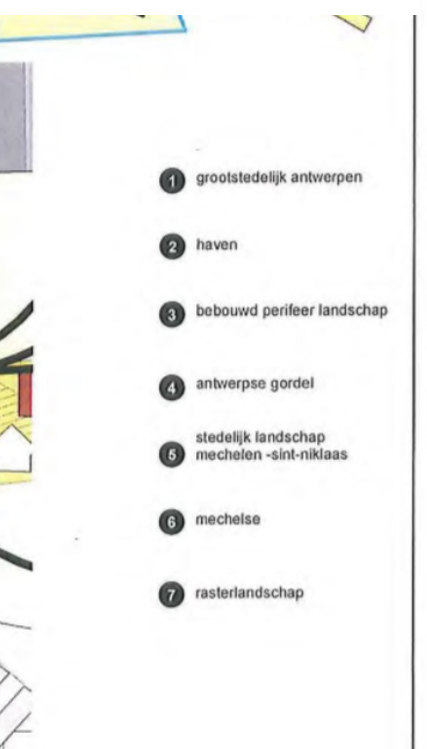 1 grootstedelijk antwerpen
2 haven
3 bebouwd perifeer landschap
4 antwerpse gordel
stedelijk landschap
5 mechelen -sint-niklaas
6 mechelse
7 rasterlandschap